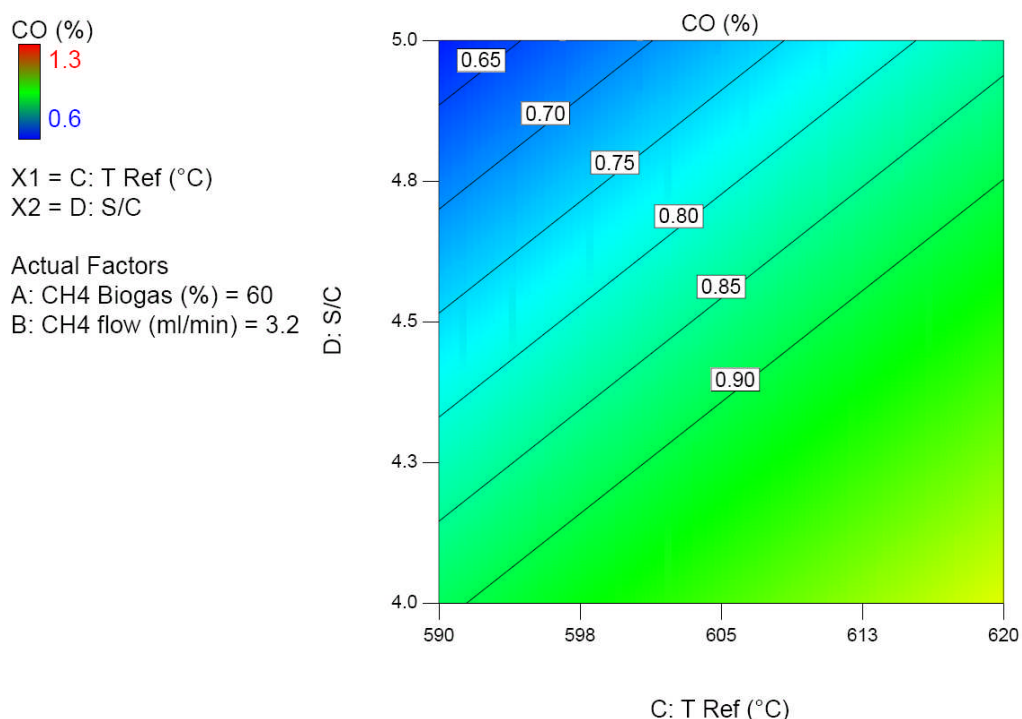 CO (%)
1.3
0.6
X1 = C: T Ref (°C)
X2 = D: S/C
Actual Factors
A: CH4 Biogas (%) = 60
B: CH4 flow (ml/min) = 3.2
CO (%)
D: S/C
5.0
4.8
4.5
4.3
4.0
0.65
0.70
0.75
0.80
0.85
0.90
590
598
605
613
620
C: T Ref (°C)